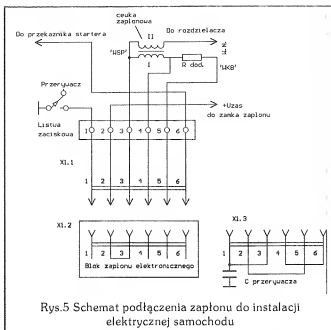 cewka
zapłonowa
II
Do przekaźnika startera
Do rozdzielacza
W.N.
"WSP"
I
R dod.
"WKB"
Przerywacz
+Uzas
do zamka zapłonu
Listwa
zaciskowa
1 2 3 4 5 6
X1.1
1 2 3 4 5 6
X1.2
X1.3
1 2 3 4 5 6
1 2 3 4 5 6
Blok zapłonu elektronicznego
C przerywacza
Rys.5 Schemat podłączenia zapłonu do instalacji
elektrycznej samochodu